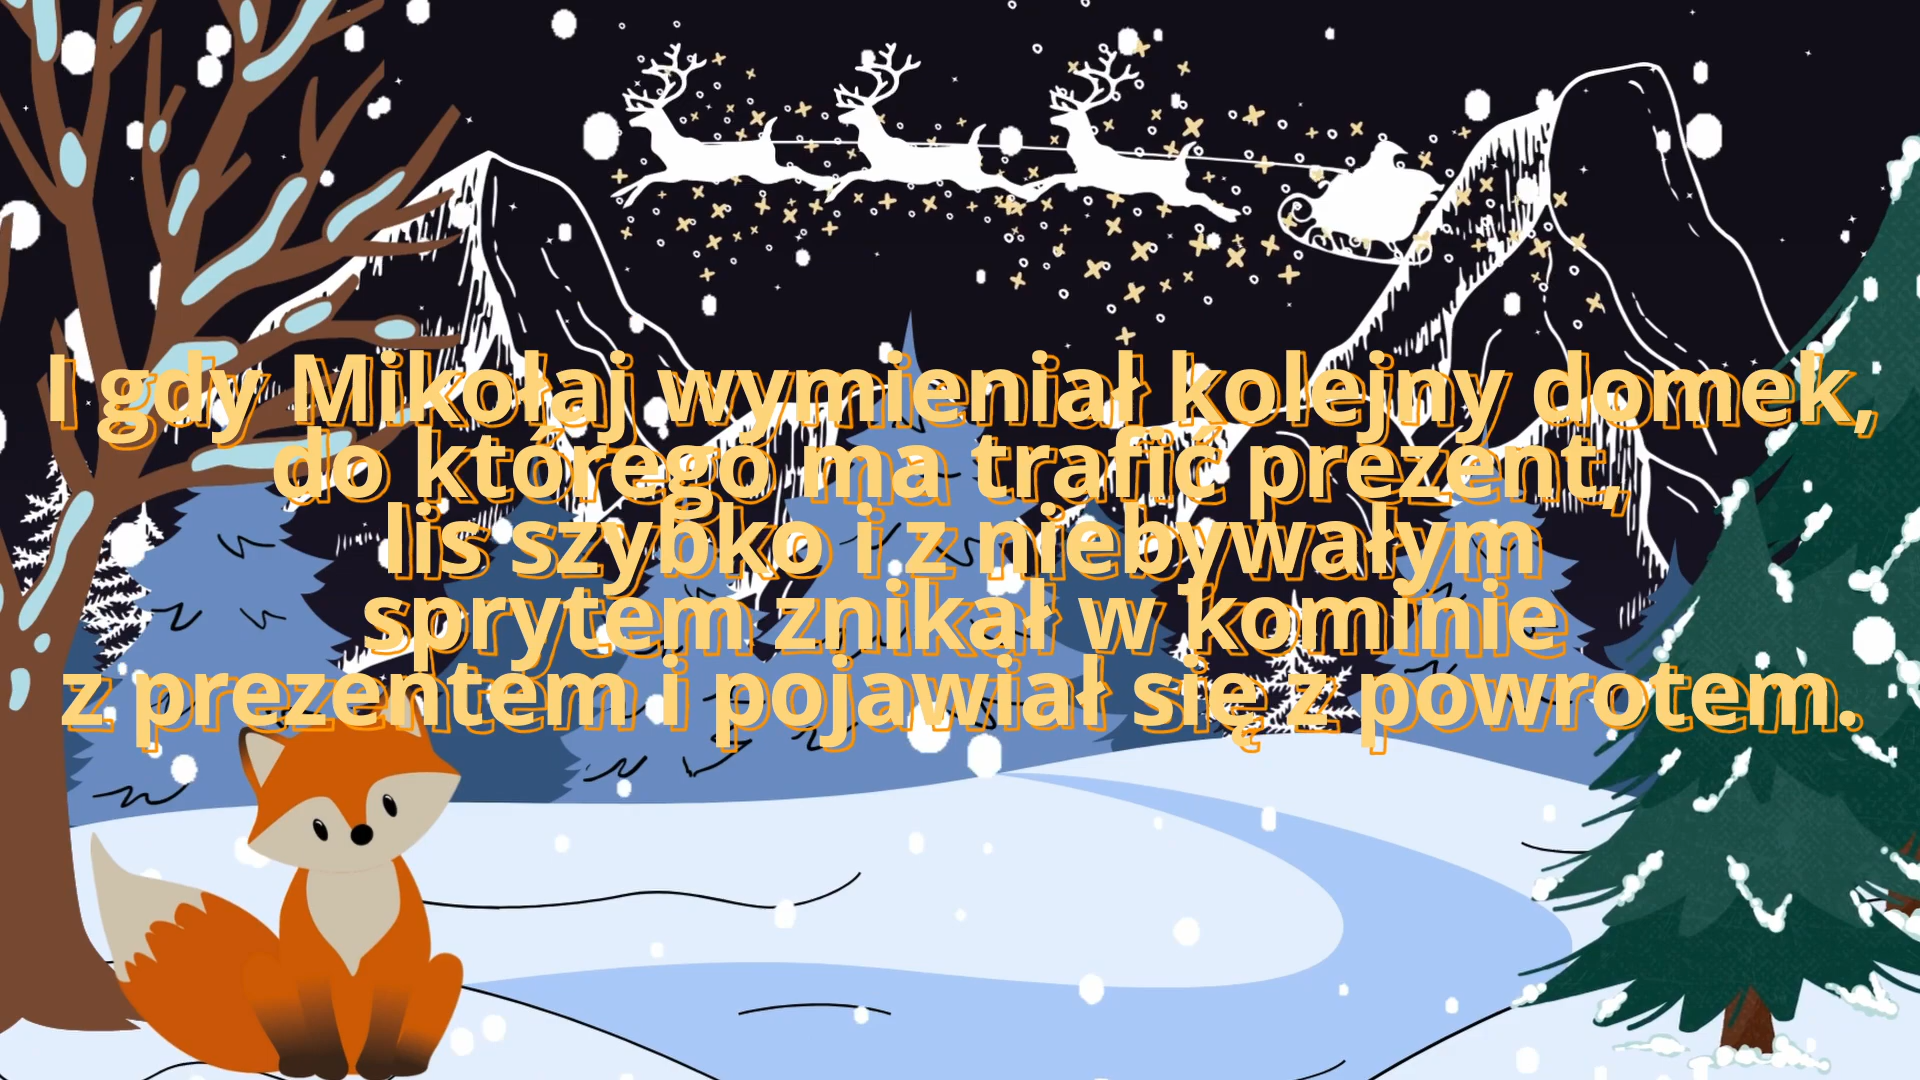 I gdy Mikołaj wymieniał kolejny domek,
do którego ma trafić prezent,
lis szybko i z niebywałym
sprytem znikał w kominie
z prezentem i pojawiał się z powrotem.